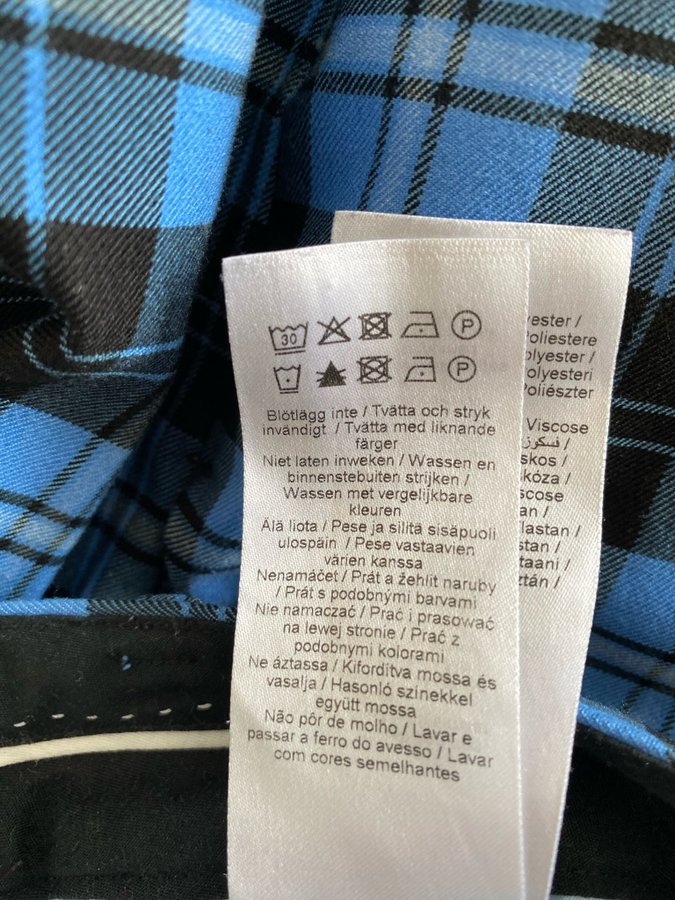 30 P
P
Blötlägg inte / Tvätta och stryk
invändigt / Tvätta med liknande
färger
Niet laten inweken / Wassen en
binnenstebuiten strijken /
Wassen met vergelijkbare
kleuren
Älä liota / Pese ja silitä sisäpuoli
ulospäin / Pese vastaavien
värien kanssa
Nenamáčet / Prát a žehlit naruby
/ Prát s podobnými barvami
Nie namaczać / Prać i prasować
na lewej stronie / Prać z
podobnymi kolorami
Ne áztassa / Kifordítva mossa és
vasalja / Hasonló színekkel
együtt mossa
Não pôr de molho / Lavar e
passar a ferro do avesso / Lavar
com cores semelhantes
yester /
Poliestere
olyester /
olyesteri
Poliészter
Viscose
/ فسكوز
skos /
kóza /
iscose
an /
lastan /
stan /
taani /
ztán /